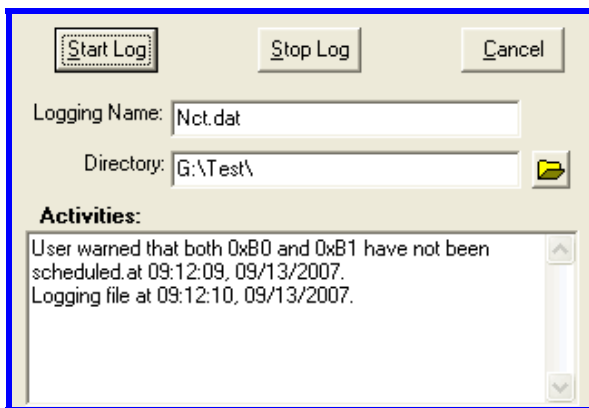 Start Log Stop Log Cancel
Logging Name: Nct.dat
Directory: G:\Test\
Activities:
User warned that both 0xB0 and 0xB1 have not been
scheduled.at 09:12:09, 09/13/2007.
Logging file at 09:12:10, 09/13/2007.